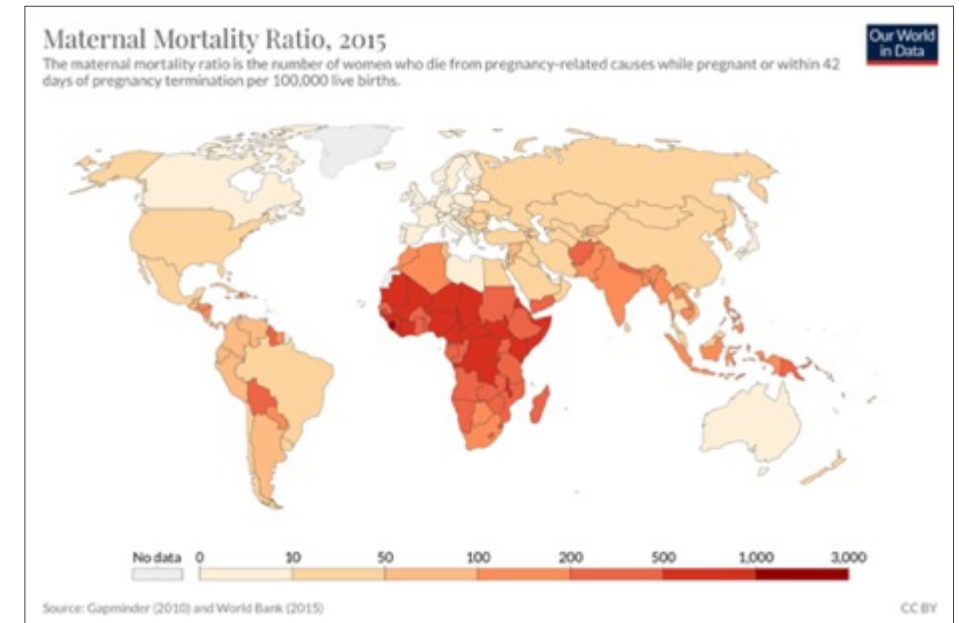 Maternal Mortality Ratio, 2015
Our World
in Data
The maternal mortality ratio is the number of women who die from pregnancy-related causes while pregnant or within 42
days of pregnancy termination per 100,000 live births.
No data 0 10 50 100 200 500 1,000 3,000
Source: Gapminder (2010) and World Bank (2015) CC BY